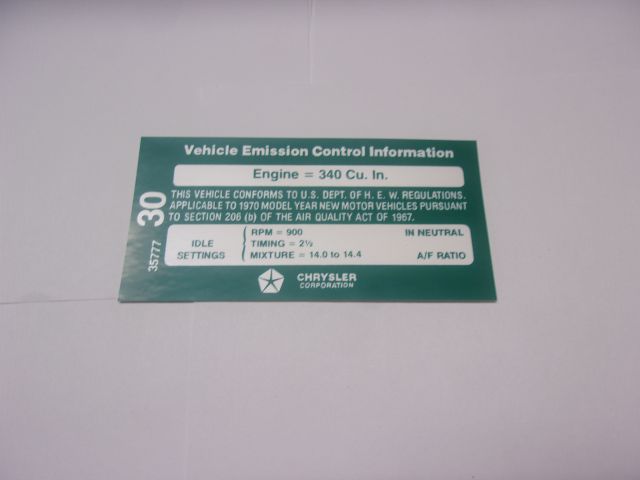 Vehicle Emission Control Information
Engine = 340 Cu. In.
THIS VEHICLE CONFORMS TO U.S. DEPT. OF H. E. W. REGULATIONS.
APPLICABLE TO 1970 MODEL YEAR NEW MOTOR VEHICLES PURSUANT
TO SECTION 206 (b) OF THE AIR QUALITY ACT OF 1967.
30
35777
IDLE
SETTINGS
RPM = 900 IN NEUTRAL
TIMING = 2½
MIXTURE = 14.0 to 14.4 A/F RATIO
CHRYSLER
CORPORATION